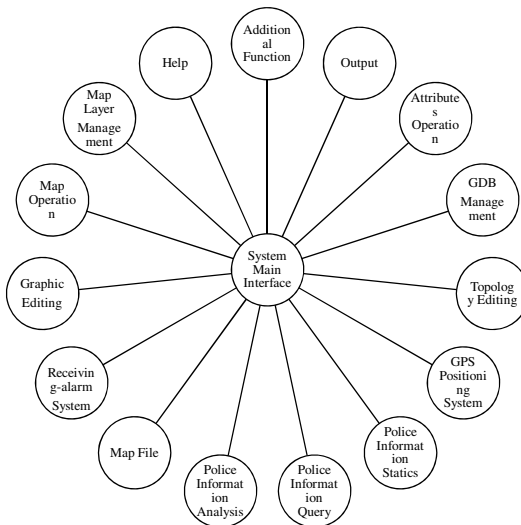 Addition
al
Function
Output
Attribute
s
Operatio
n
GDB
Manage
ment
Topolog
y Editing
GPS
Positioni
ng
System
Police
Informat
ion
Statics
Police
Informat
ion
Query
Police
Informat
ion
Analysis
Map File
Receivin
g-alarm
System
Graphic
Editing
Map
Operatio
n
Map
Layer
Manage
ment
Help
System
Main
Interface